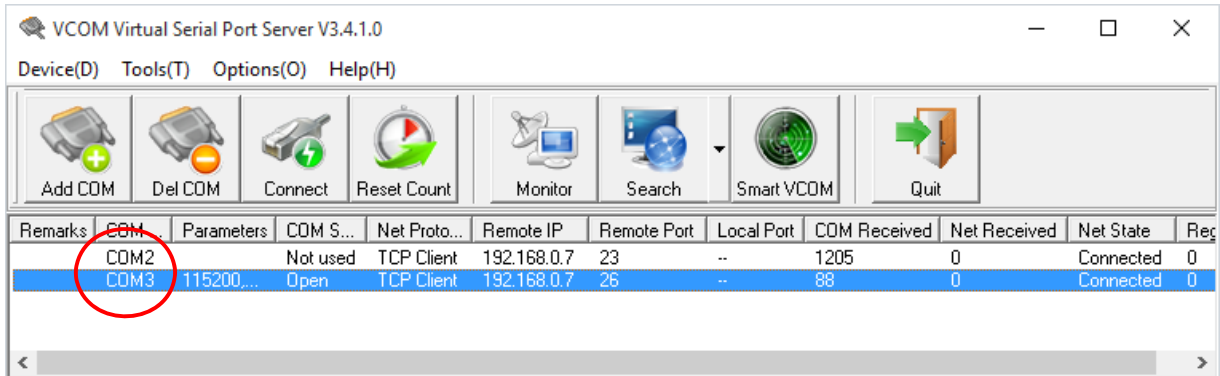 VCOM Virtual Serial Port Server V3.4.1.0
Device(D) Tools(T) Options(O) Help(H)
Add COM Del COM Connect Reset Count Monitor Search Smart VCOM Quit
Remarks COM ... Parameters COM S... Net Proto... Remote IP Remote Port Local Port COM Received Net Received Net State Reg
COM2 Not used TCP Client 192.168.0.7 23 -- 1205 0 Connected 0
COM3 115200,... Open TCP Client 192.168.0.7 26 -- 88 0 Connected 0